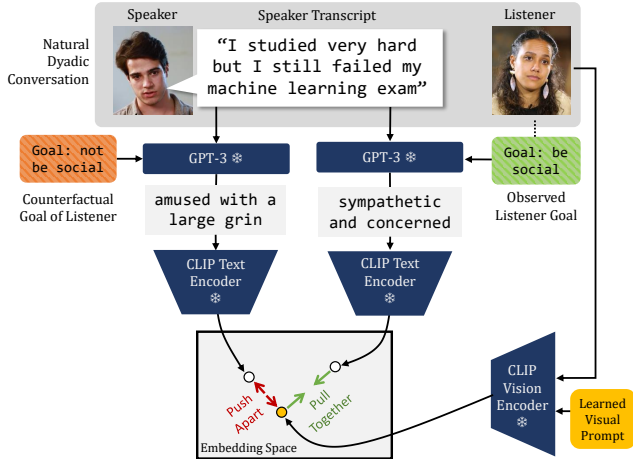 Speaker
Speaker Transcript
Listener
Natural
Dyadic
Conversation
“I studied very hard
but I still failed my
machine learning exam”
Goal: not
be social
GPT-3
GPT-3
Goal: be
social
Counterfactual
Goal of Listener
amused with a
large grin
sympathetic
and concerned
Observed
Listener Goal
CLIP Text
Encoder
CLIP Text
Encoder
Push
Apart
Pull
Together
Embedding Space
CLIP
Vision
Encoder
Learned
Visual
Prompt